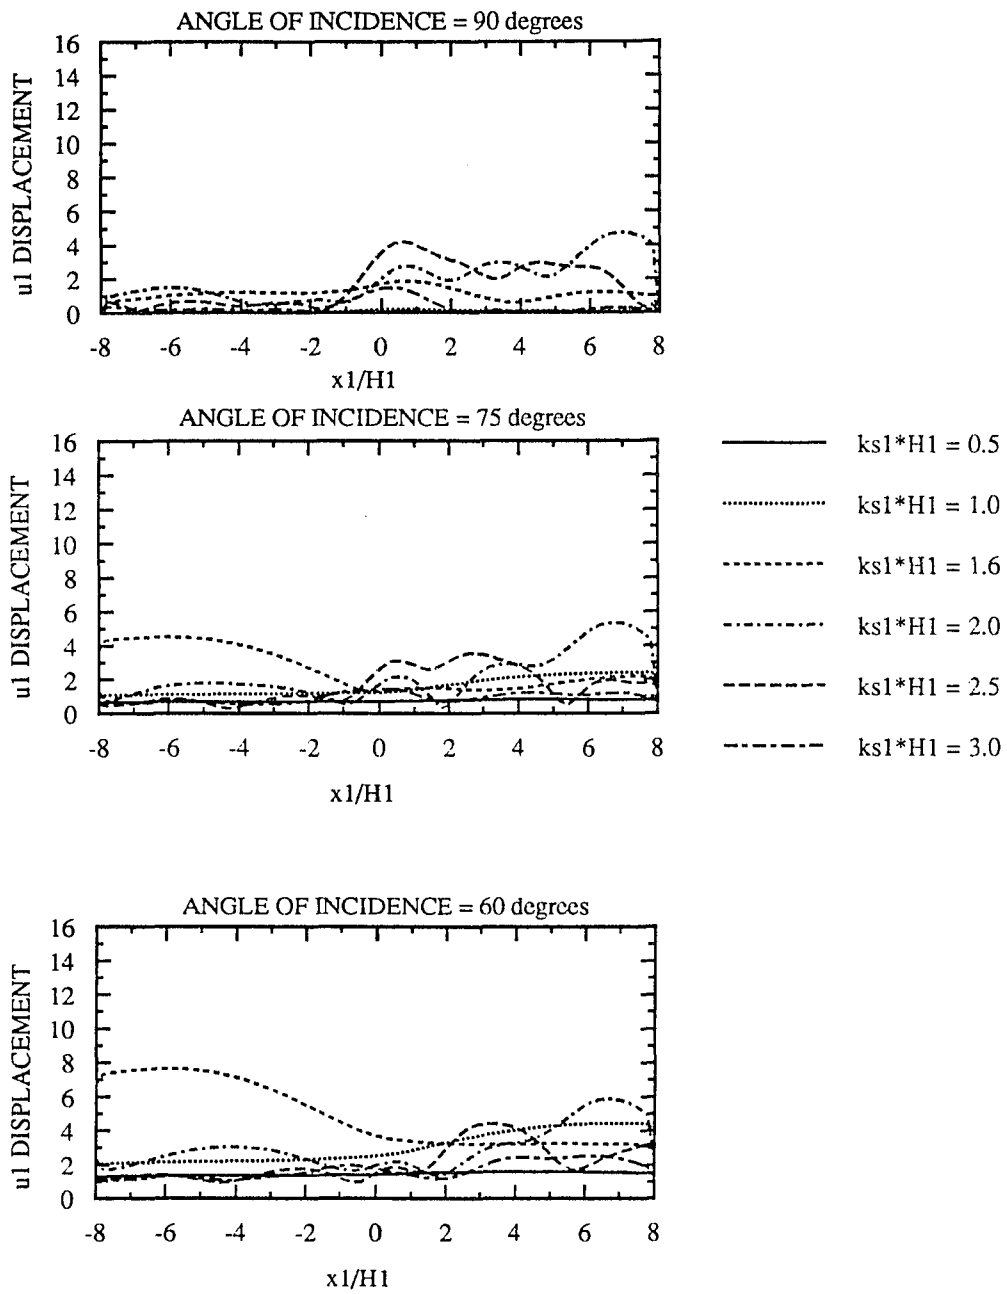 ANGLE OF INCIDENCE = 90 degrees
16
14
12
10
8
6
4
2
0
u1 DISPLACEMENT
-8 -6 -4 -2 0 2 4 6 8
x1/H1
ANGLE OF INCIDENCE = 75 degrees
16
14
12
10
8
6
4
2
0
u1 DISPLACEMENT
-8 -6 -4 -2 0 2 4 6 8
x1/H1
ks1*H1 = 0.5
ks1*H1 = 1.0
ks1*H1 = 1.6
ks1*H1 = 2.0
ks1*H1 = 2.5
ks1*H1 = 3.0
ANGLE OF INCIDENCE = 60 degrees
16
14
12
10
8
6
4
2
0
u1 DISPLACEMENT
-8 -6 -4 -2 0 2 4 6 8
x1/H1